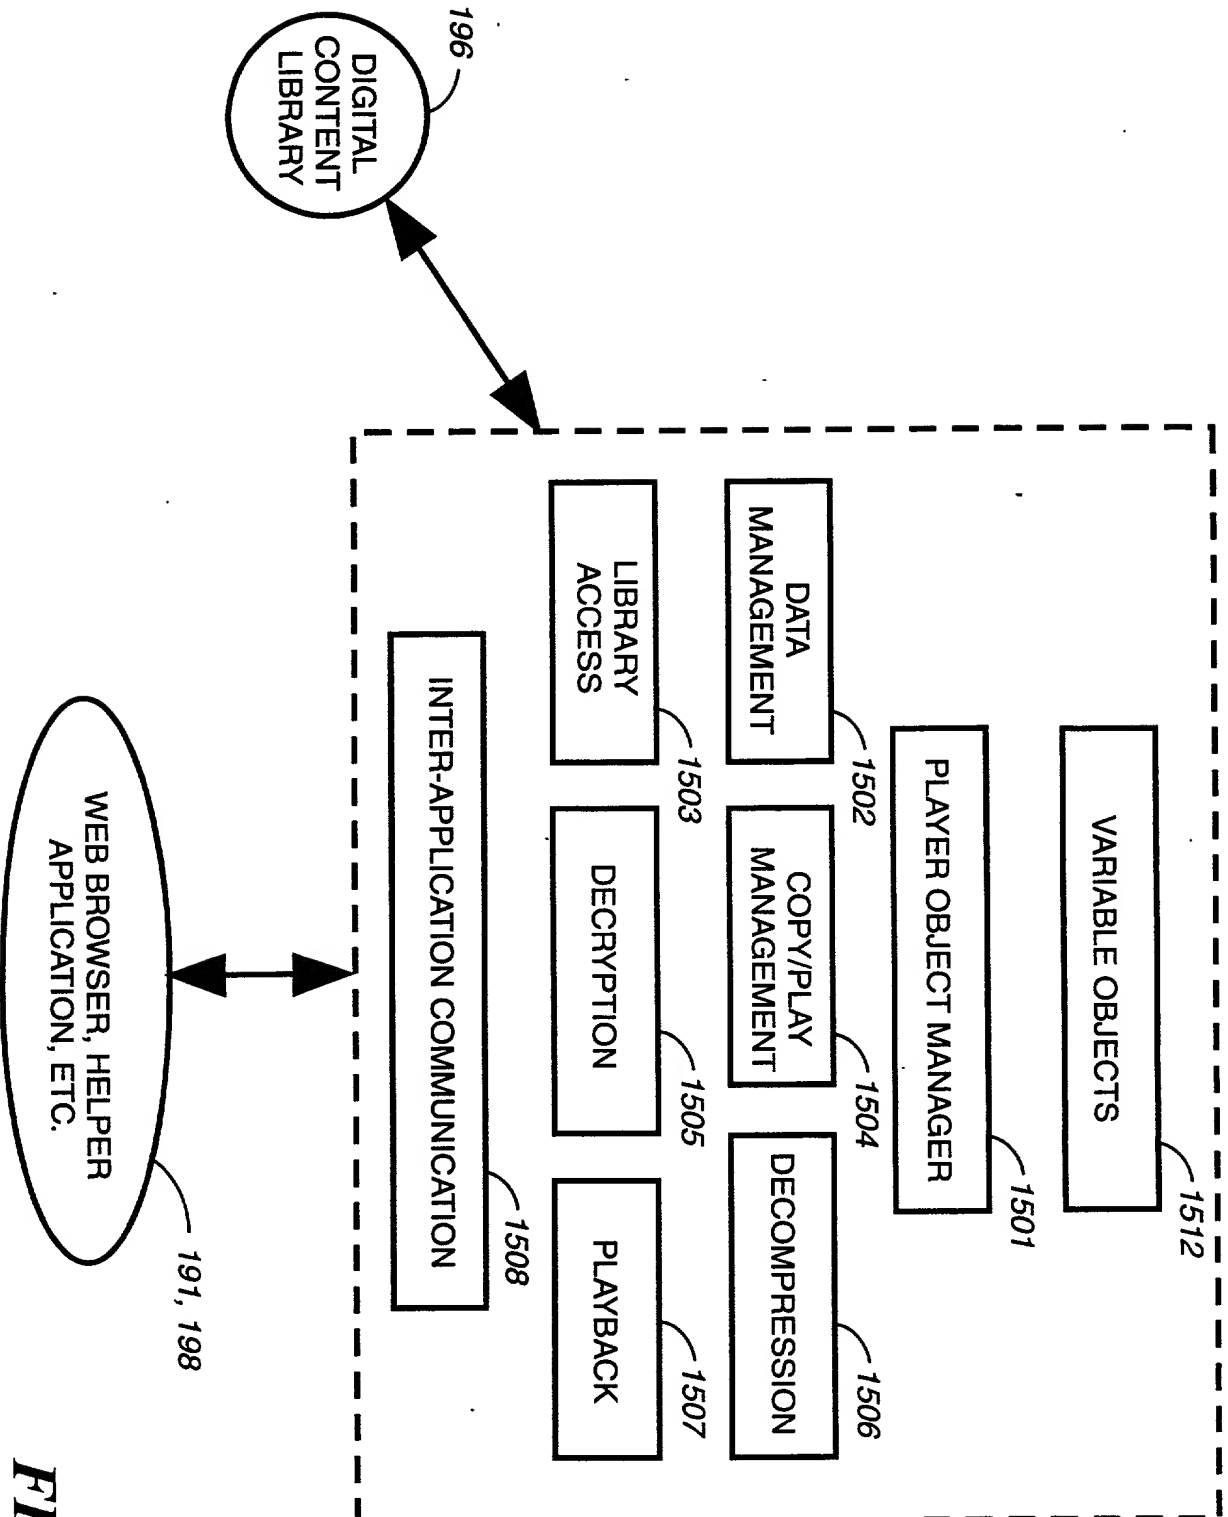 VARIABLE OBJECTS
1512
PLAYER OBJECT MANAGER
1501
DATA
MANAGEMENT
1502
COPY/PLAY
MANAGEMENT
1504
DECOMPRESSION
1506
LIBRARY
ACCESS
1503
DECRYPTION
1505
PLAYBACK
1507
INTER-APPLICATION COMMUNICATION
1508
196
DIGITAL
CONTENT
LIBRARY
WEB BROWSER, HELPER
APPLICATION, ETC.
191, 198